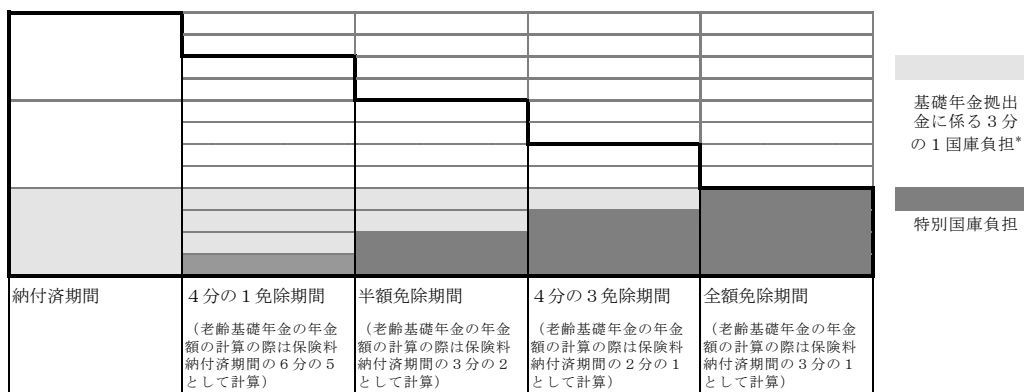 基礎年金拠出
金に係る3分
の1国庫負担*
特別国庫負担
納付済期間
4分の1免除期間
(老齢基礎年金の年金
額の計算の際は保険料
納付済期間の6分の5
として計算)
半額免除期間
(老齢基礎年金の年金
額の計算の際は保険料
納付済期間の3分の2
として計算)
4分の3免除期間
(老齢基礎年金の年金
額の計算の際は保険料
納付済期間の2分の1
として計算)
全額免除期間
(老齢基礎年金の年金
額の計算の際は保険料
納付済期間の3分の1
として計算)